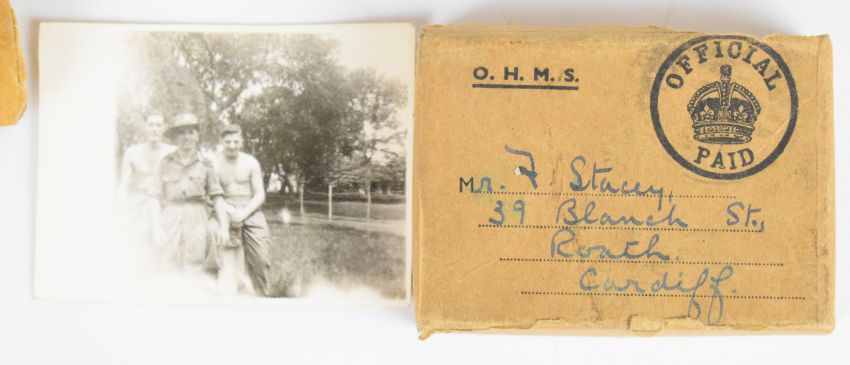 O. H. M. S.
OFFICIAL
PAID
Mr. F. Stacey,
39 Blanch St.,
Roath.
Cardiff.